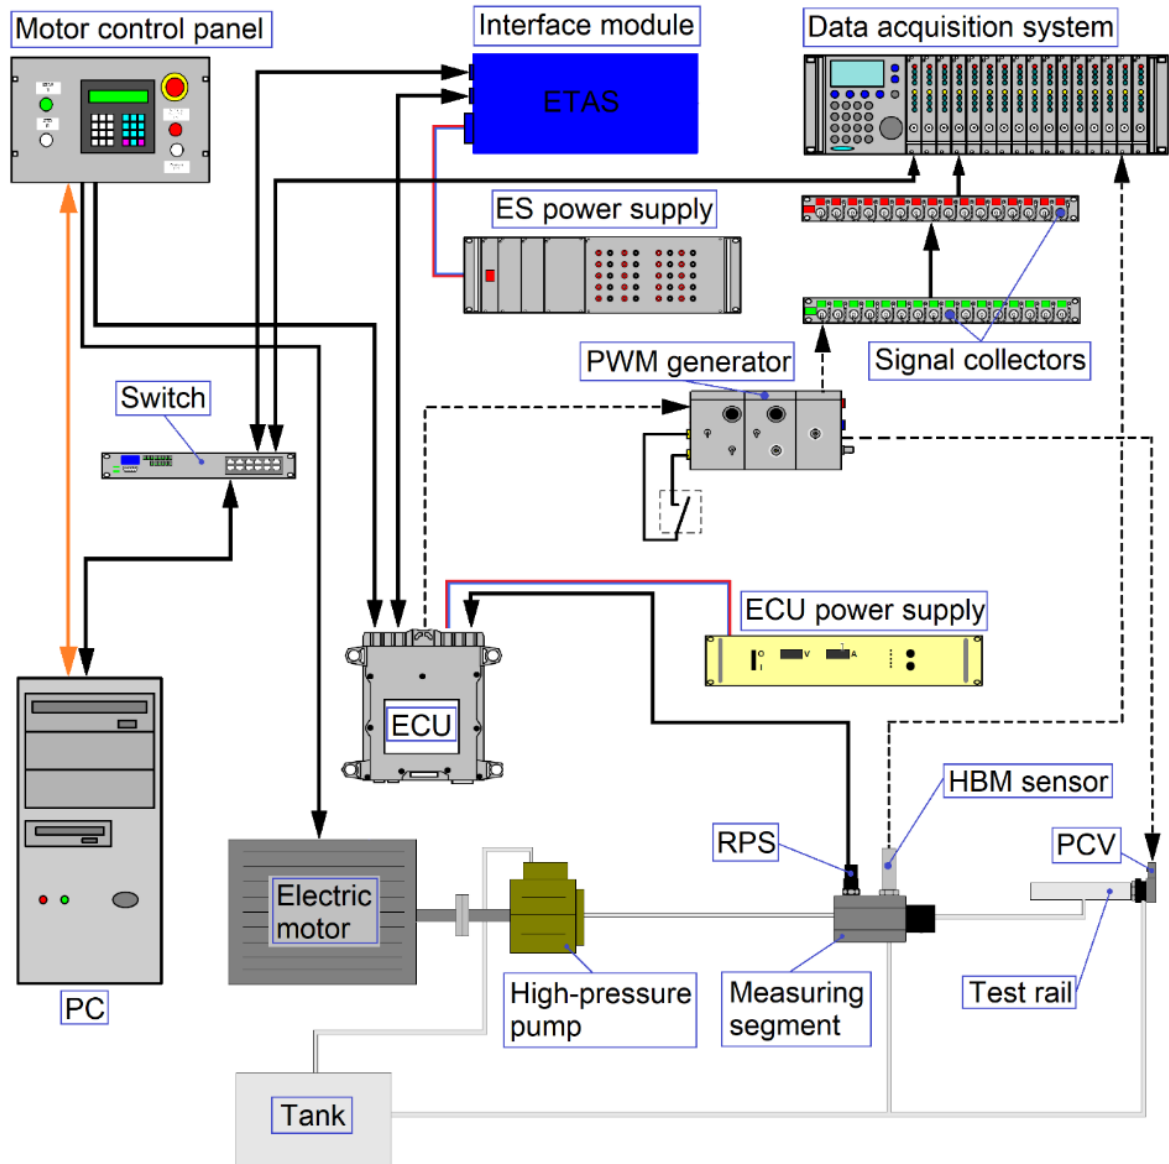 Motor control panel
Interface module
Data acquisition system
ETAS
ES power supply
Signal collectors
PWM generator
Switch
ECU power supply
O
I
V
A
ECU
HBM sensor
RPS
PCV
Electric
motor
High-pressure
pump
Measuring
segment
Test rail
PC
Tank